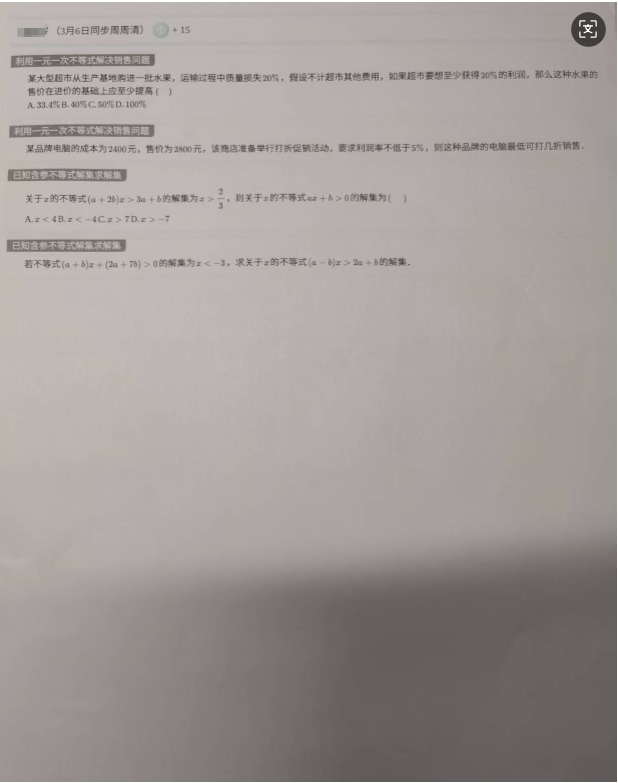 （3月6日同步周周清） + 15
利用一元一次不等式解决销售问题
某大型超市从生产基地购进一批水果，运输过程中质量损失20%，假设不计超市其他费用，如果超市要想至少获得20%的利润，那么这种水果的
售价在进价的基础上应至少提高（ ）
A. 33.4% B. 40% C. 50% D. 100%
利用一元一次不等式解决销售问题
某品牌电脑的成本为2400元，售价为2800元，该商店准备举行打折促销活动，要求利润率不低于5%，则这种品牌的电脑最低可打几折销售．
已知含参不等式解集求解集
关于x的不等式(a + 2b)x > 3a + b的解集为x > 2/3，则关于x的不等式ax + b > 0的解集为（ ）
A. x < 4 B. x < −4 C. x > 7 D. x > −7
已知含参不等式解集求解集
若不等式(a + b)x + (2a + 7b) > 0的解集为x < −3，求关于x的不等式(a − b)x > 2a + b的解集．